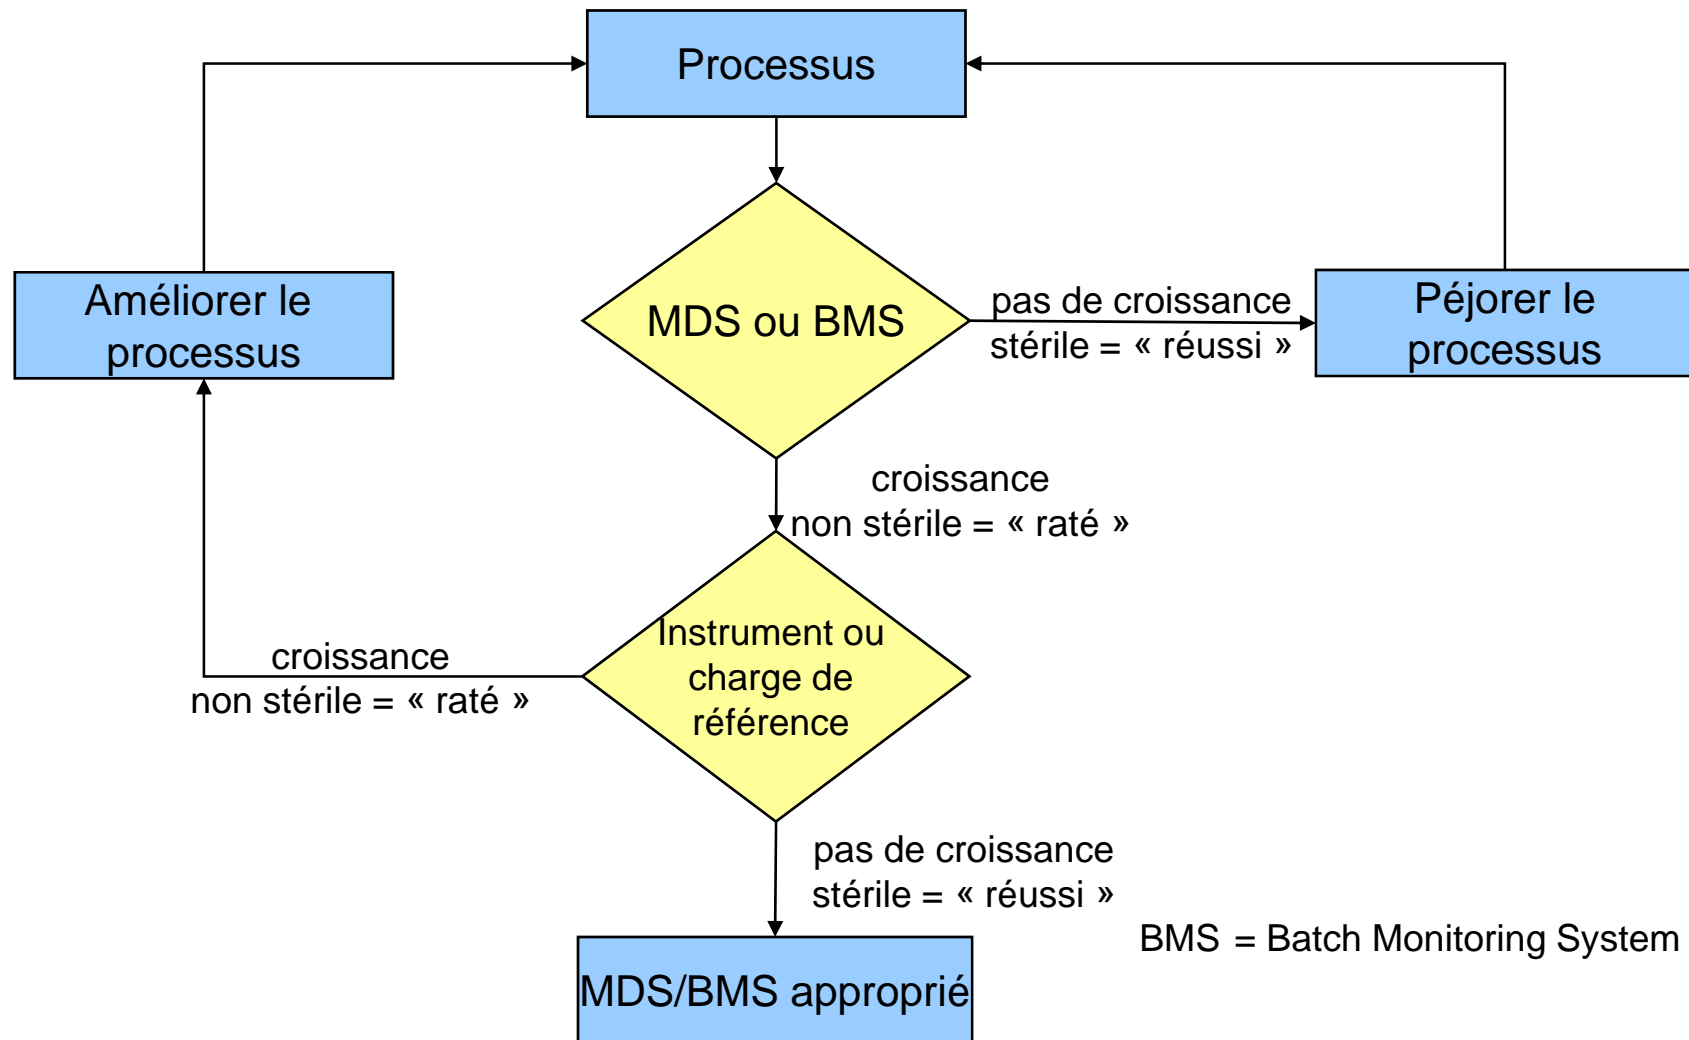 Processus
Améliorer le
processus
MDS ou BMS
pas de croissance
stérile = « réussi »
Péjorer le
processus
croissance
non stérile = « raté »
Instrument ou
charge de
référence
croissance
non stérile = « raté »
pas de croissance
stérile = « réussi »
BMS = Batch Monitoring System
MDS/BMS approprié